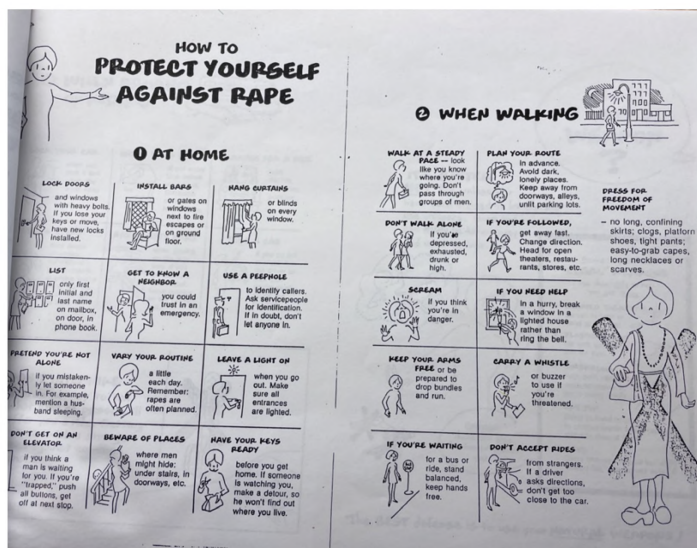 HOW TO
PROTECT YOURSELF
AGAINST RAPE
1 AT HOME
LOCK DOORS
and windows
with heavy bolts.
If you lose your
keys or move,
have new locks
installed.
INSTALL BARS
or gates on
windows
next to fire
escapes or
on ground
floor.
HANG CURTAINS
or blinds
on every
window.
LIST
only first
initial and
last name
on mailbox,
on door, in
phone book.
GET TO KNOW A
NEIGHBOR
you could
trust in an
emergency.
USE A PEEPHOLE
to identify callers.
Ask servicepeople
for identification.
If in doubt, don't
let anyone in.
PRETEND YOU'RE NOT
ALONE
if you mistaken-
ly let someone
in. For example,
mention a hus-
band sleeping.
VARY YOUR ROUTINE
a little
each day.
Remember:
rapes are
often planned.
LEAVE A LIGHT ON
when you go
out. Make
sure all
entrances
are lighted.
DON'T GET ON AN
ELEVATOR
if you think a
man is waiting
for you. If you're
"trapped," push
all buttons, get
off at next stop.
BEWARE OF PLACES
where men
might hide:
under stairs, in
doorways, etc.
HAVE YOUR KEYS
READY
before you get
home. If someone
is watching you,
make a detour, so
he won't find out
where you live.
2 WHEN WALKING
WALK AT A STEADY
PACE -- look
like you know
where you're
going. Don't
pass through
groups of men.
PLAN YOUR ROUTE
in advance.
Avoid dark,
lonely places.
Keep away from
doorways, alleys,
unlit parking lots.
DON'T WALK ALONE
if you're
depressed,
exhausted,
drunk or
high.
IF YOU'RE FOLLOWED,
get away fast.
Change direction.
Head for open
theaters, restau-
rants, stores, etc.
SCREAM
if you think
you're in
danger.
IF YOU NEED HELP
in a hurry, break
a window in a
lighted house
rather than
ring the bell.
KEEP YOUR ARMS
FREE or be
prepared to
drop bundles
and run.
CARRY A WHISTLE
or buzzer
to use if
you're
threatened.
IF YOU'RE WAITING
for a bus or
ride, stand
balanced,
keep hands
free.
DON'T ACCEPT RIDES
from strangers.
If a driver
asks directions,
don't get too
close to the car.
DRESS FOR
FREEDOM OF
MOVEMENT
- no long, confining
skirts; clogs, platform
shoes, tight pants;
easy-to-grab capes,
long necklaces or
scarves.